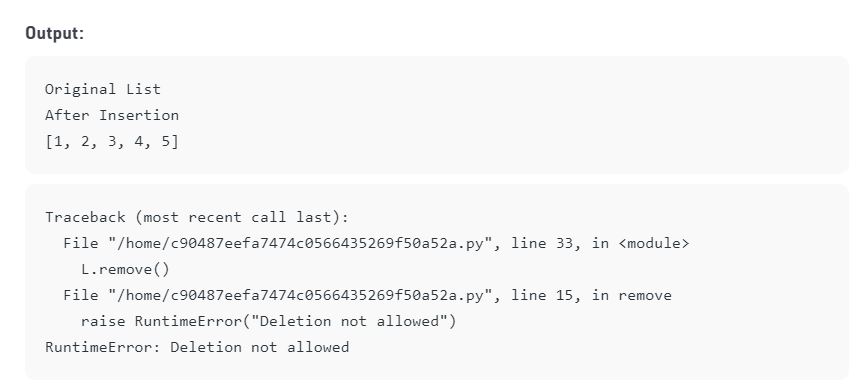 Output:
Original List
After Insertion
[1, 2, 3, 4, 5]
Traceback (most recent call last):
  File "/home/c90487eefa7474c0566435269f50a52a.py", line 33, in <module>
    L.remove()
  File "/home/c90487eefa7474c0566435269f50a52a.py", line 15, in remove
    raise RuntimeError("Deletion not allowed")
RuntimeError: Deletion not allowed